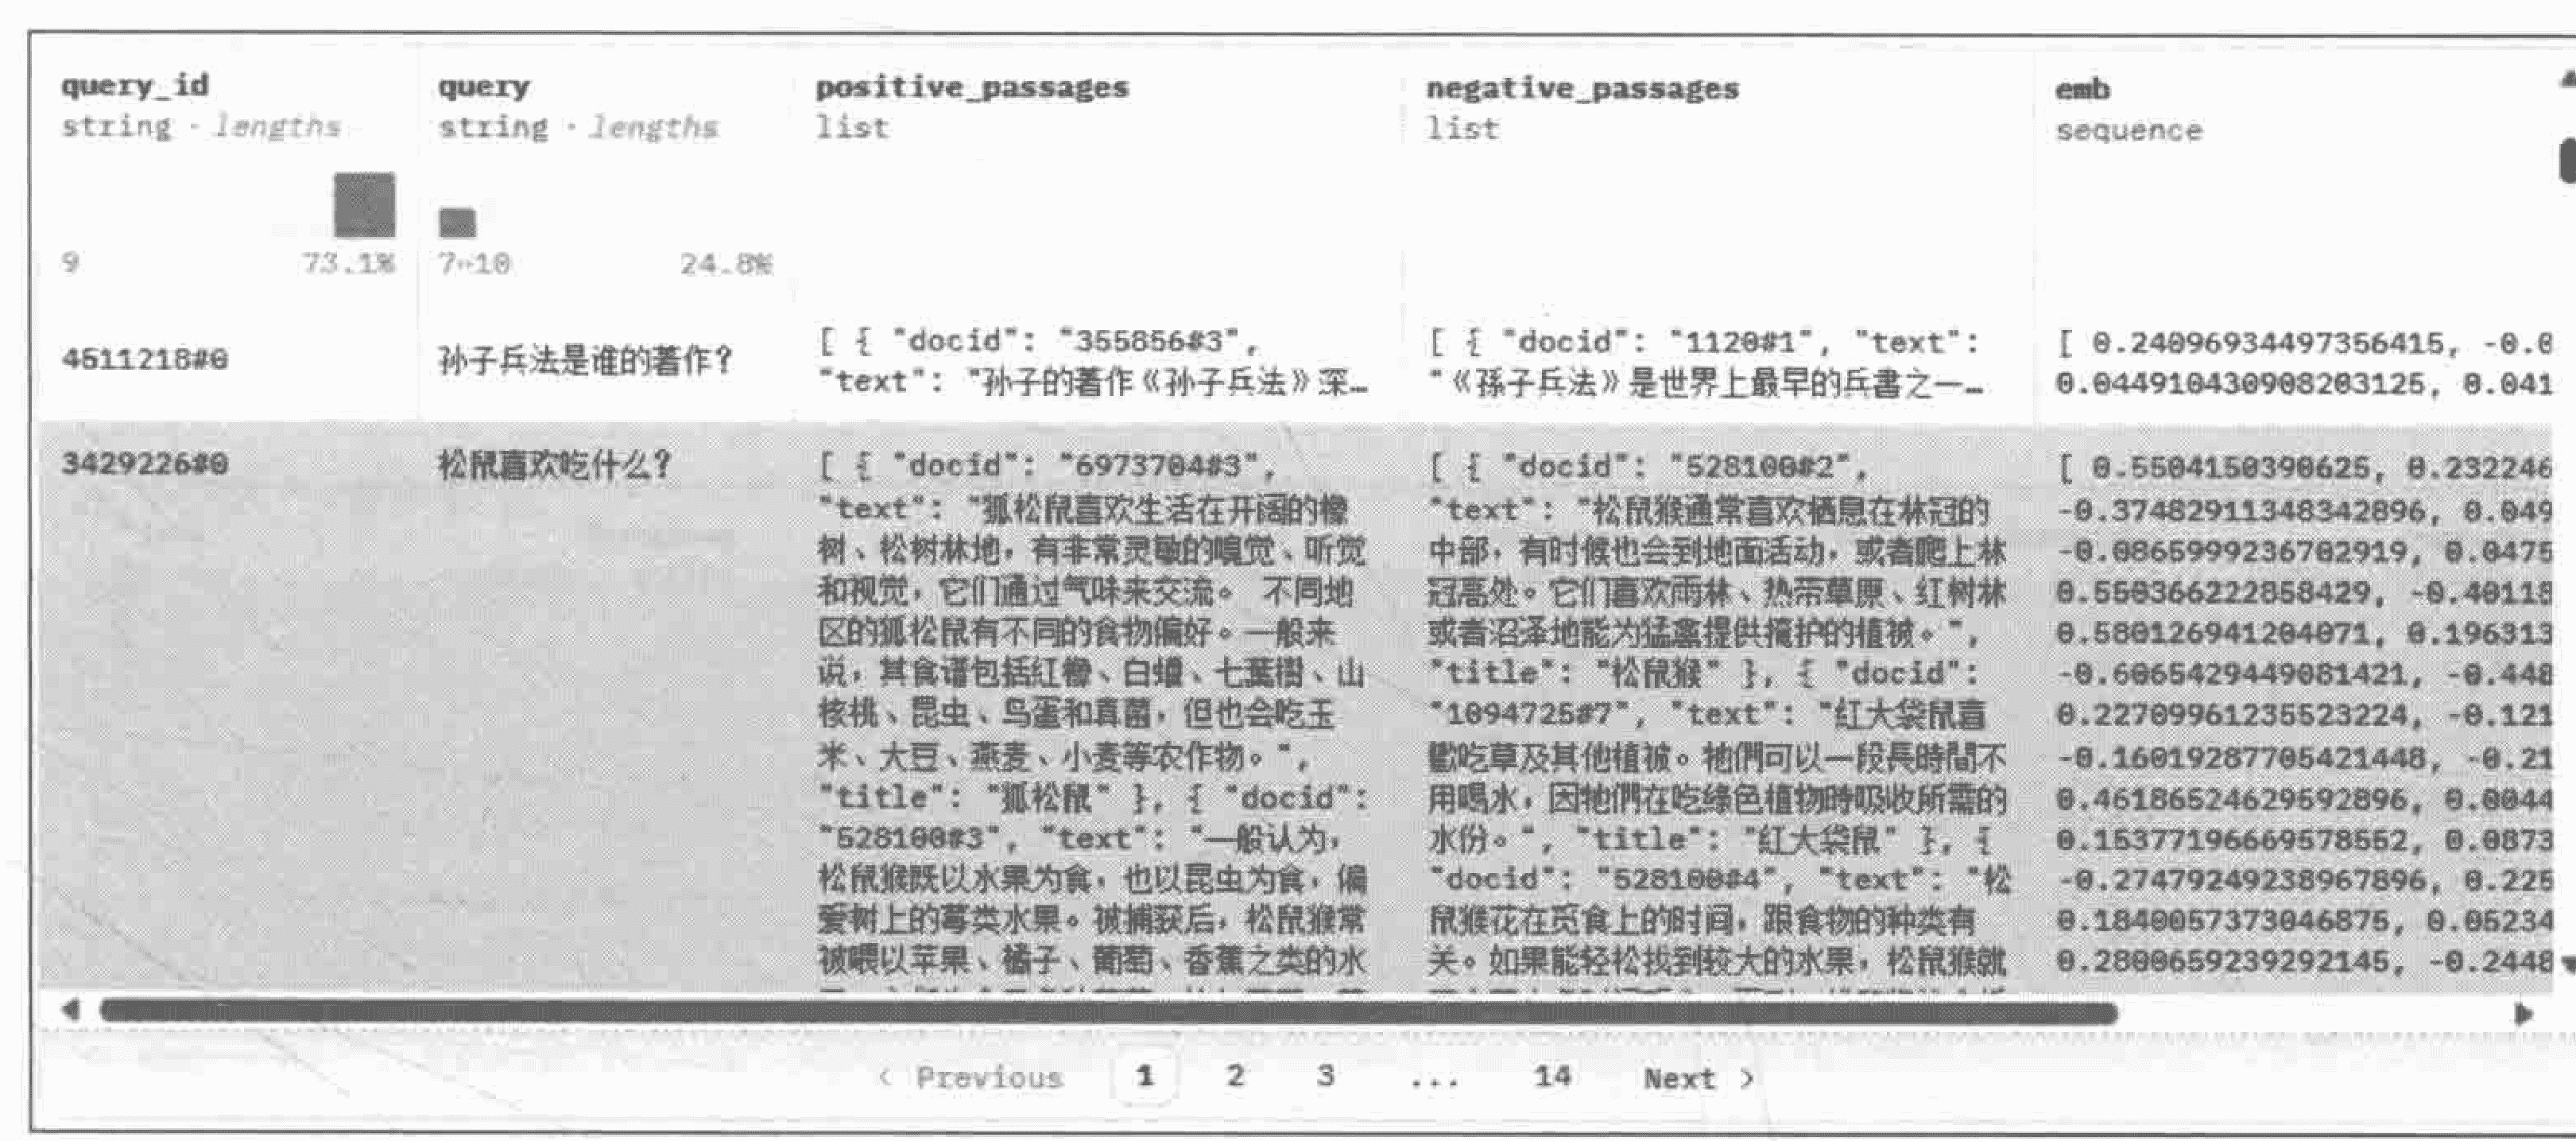 query_id
string · lengths
9
73.1%
query
string · lengths
7↔10
24.8%
positive_passages
list
negative_passages
list
emb
sequence
4511218#0
孙子兵法是谁的著作?
[ { "docid": "355856#3",
"text": "孙子的著作《孙子兵法》深…
[ { "docid": "1120#1", "text":
"《孫子兵法》是世界上最早的兵書之一…
[ 0.24096934497356415, -0.0
0.044910430908203125, 0.041
3429226#0
松鼠喜欢吃什么?
[ { "docid": "6973704#3",
"text": "狐松鼠喜欢生活在开阔的橡
树、松树林地，有非常灵敏的嗅觉、听觉
和视觉，它们通过气味来交流。 不同地
区的狐松鼠有不同的食物偏好。一般来
说，其食谱包括红橡、白蠟、七葉樹、山
核桃、昆虫、鸟蛋和真菌，但也会吃玉
米、大豆、燕麦、小麦等农作物。",
"title": "狐松鼠" }, { "docid":
"528100#3", "text": "一般认为，
松鼠猴既以水果为食，也以昆虫为食，偏
爱树上的莓类水果。被捕获后，松鼠猴常
被喂以苹果、橘子、葡萄、香蕉之类的水
[ { "docid": "528100#2",
"text": "松鼠猴通常喜欢栖息在林冠的
中部，有时候也会到地面活动，或者爬上林
冠高处。它们喜欢雨林、热带草原、红树林
或者沼泽地能为猛禽提供掩护的植被。",
"title": "松鼠猴" }, { "docid":
"1094725#7", "text": "紅大袋鼠喜
歡吃草及其他植被。牠們可以一段長時間不
用喝水，因牠們在吃綠色植物時吸收所需的
水份。", "title": "紅大袋鼠" }, {
"docid": "528100#4", "text": "松
鼠猴花在觅食上的时间，跟食物的种类有
关。如果能轻松找到较大的水果，松鼠猴就
[ 0.5504150390625, 0.232246
-0.37482911348342896, 0.049
-0.08659999236702919, 0.0475
0.550366222858429, -0.40118
0.580126941204071, 0.196313
-0.6065429449081421, -0.448
0.227099612355232​24, -0.121
-0.16019287705421448, -0.21
0.46186524629592896, 0.0044
0.153771966695​78552, 0.0873
-0.27479249238967896, 0.225
0.1840057373046875, 0.05234
0.2800659239292145, -0.2448
‹ Previous 1 2 3 ... 14 Next ›